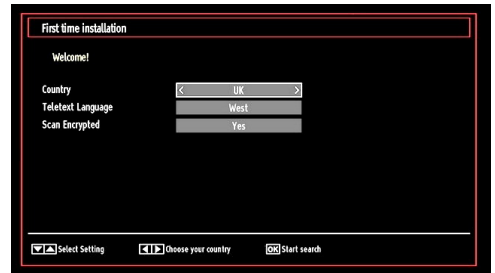 First time installation
Welcome!
Country < UK >
Teletext Language West
Scan Encrypted Yes
Select Setting Choose your country OK Start search